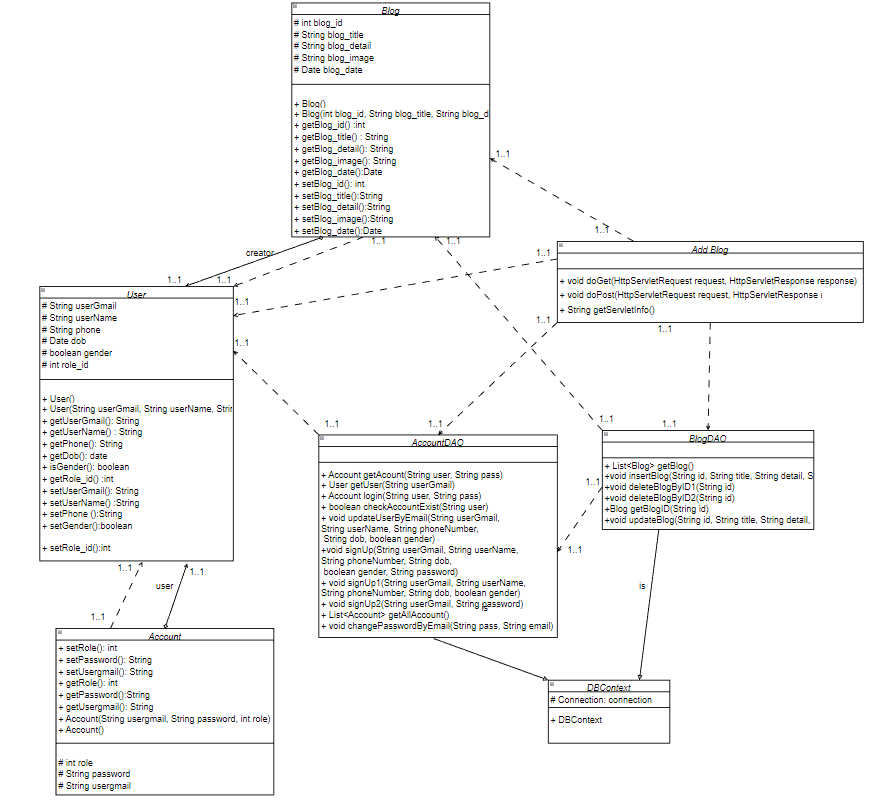 Blog
# int blog_id
# String blog_title
# String blog_detail
# String blog_image
# Date blog_date
+ Blog()
+ Blog(int blog_id, String blog_title, String blog_d
+ getBlog_id() :int
+ getBlog_title() : String
+ getBlog_detail(): String
+ getBlog_image(): String
+ getBlog_date():Date
+ setBlog_id(): int
+ setBlog_title():String
+ setBlog_detail():String
+ setBlog_image():String
+ setBlog_date():Date
1..1
1..1
creator
1..1
1..1
1..1
1..1
1..1
Add Blog
+ void doGet(HttpServletRequest request, HttpServletResponse response)
+ void doPost(HttpServletRequest request, HttpServletResponse
+ String getServletInfo()
1..1
1..1
User
# String userGmail
# String userName
# String phone
# Date dob
# boolean gender
# int role_id
+ User()
+ User(String userGmail, String userName, Strin
+ getUserGmail(): String
+ getUserName() : String
+ getPhone(): String
+ getDob(): date
+ isGender(): boolean
+ getRole_id() :int
+ setUserGmail(): String
+ setUserName() :String
+ setPhone ():String
+ setGender():boolean
+ setRole_id():int
1..1
1..1
1..1
1..1
1..1
1..1
AccountDAO
+ Account getAcount(String user, String pass)
+ User getUser(String userGmail)
+ Account login(String user, String pass)
+ boolean checkAccountExist(String user)
+ void updateUserByEmail(String userGmail,
String userName, String phoneNumber,
String dob, boolean gender)
+void signUp(String userGmail, String userName,
String phoneNumber, String dob,
boolean gender, String password)
+ void signUp1(String userGmail, String userName,
String phoneNumber, String dob, boolean gender)
+ void signUp2(String userGmail, String password)
is
+ List<Account> getAllAccount()
+ void changePasswordByEmail(String pass, String email)
BlogDAO
+ List<Blog> getBlog()
+void insertBlog(String id, String title, String detail, S
+void deleteBlogByID1(String id)
+void deleteBlogByID2(String id)
+Blog getBlogID(String id)
+void updateBlog(String id, String title, String detail,
1..1
1..1
is
1..1
1..1
user
1..1
Account
+ setRole(): int
+ setPassword(): String
+ setUsergmail(): String
+ getRole(): int
+ getPassword():String
+ getUsergmail(): String
+ Account(String usergmail, String password, int role)
+ Account()
# int role
# String password
# String usergmail
DBContext
# Connection: connection
+ DBContext